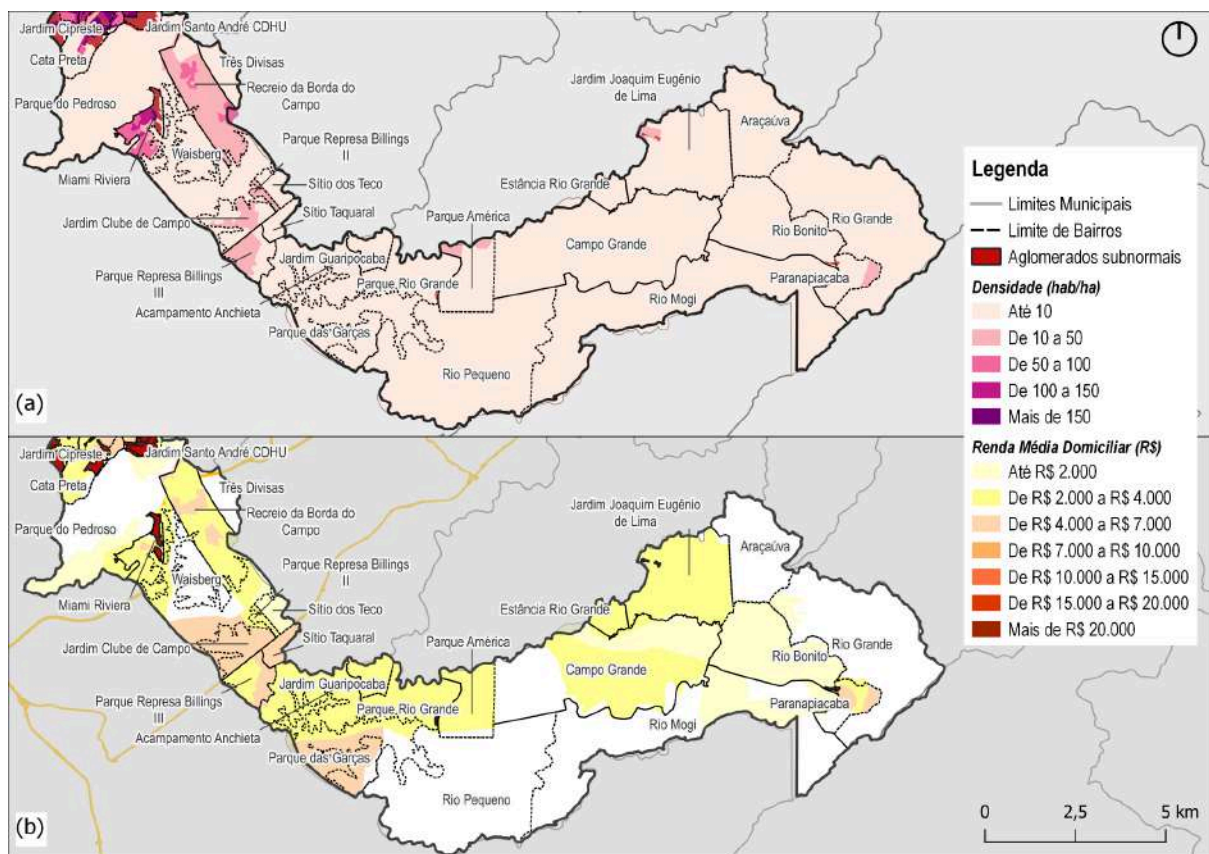 Jardim Cipreste
Jardim Santo André CDHU
Cata Preta
Três Divisas
Recreio da Borda do
Campo
Parque do Pedroso
Parque Represa Billings
II
Waisberg
Miami Riviera
Sítio dos Teco
Jardim Clube de Campo
Sítio Taquaral
Parque América
Parque Represa Billings
III
Jardim Guaripocaba
Parque Rio Grande
Acampamento Anchieta
Parque das Garças
Rio Pequeno
Jardim Joaquim Eugênio
de Lima
Araçaúva
Estância Rio Grande
Campo Grande
Rio Bonito
Rio Grande
Paranapiacaba
Rio Mogi
(a)
Legenda
Limites Municipais
Limite de Bairros
Aglomerados subnormais
Densidade (hab/ha)
Até 10
De 10 a 50
De 50 a 100
De 100 a 150
Mais de 150
Renda Média Domiciliar (R$)
Até R$ 2.000
De R$ 2.000 a R$ 4.000
De R$ 4.000 a R$ 7.000
De R$ 7.000 a R$ 10.000
De R$ 10.000 a R$ 15.000
De R$ 15.000 a R$ 20.000
Mais de R$ 20.000
Jardim Cipreste
Jardim Santo André CDHU
Cata Preta
Três Divisas
Recreio da Borda do
Campo
Parque do Pedroso
Parque Represa Billings
II
Waisberg
Miami Riviera
Sítio dos Teco
Jardim Clube de Campo
Sítio Taquaral
Parque América
Parque Represa Billings
III
Jardim Guaripocaba
Parque Rio Grande
Acampamento Anchieta
Parque das Garças
Rio Pequeno
Jardim Joaquim Eugênio
de Lima
Araçaúva
Estância Rio Grande
Campo Grande
Rio Bonito
Rio Grande
Paranapiacaba
Rio Mogi
(b)
0 2,5 5 km